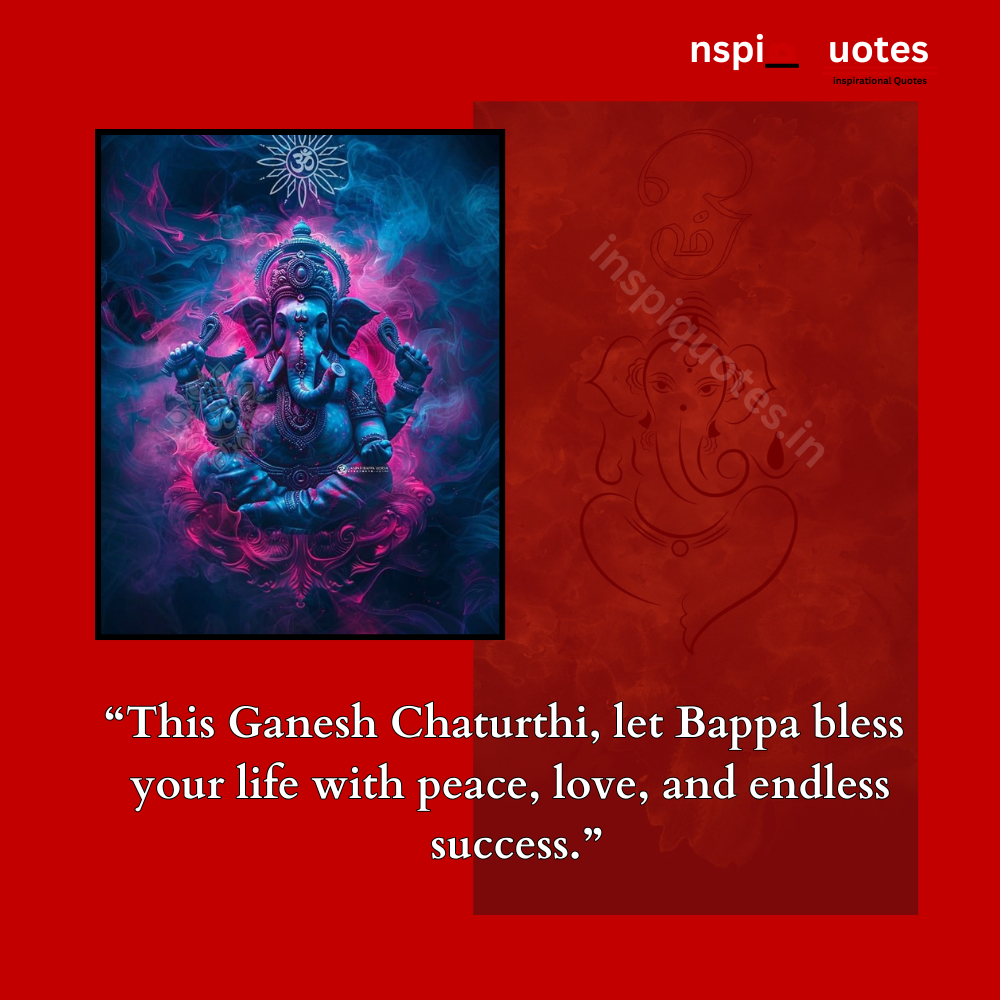 nspi_ uotes
inspirational Quotes
ॐ
inspiquotes.in
“This Ganesh Chaturthi, let Bappa bless
your life with peace, love, and endless
success.”